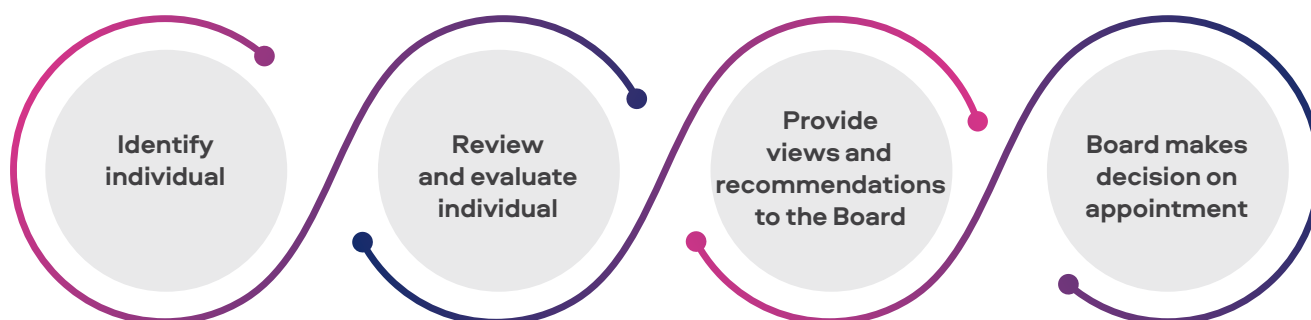 Identify
individual
Review
and evaluate
individual
Provide
views and
recommendations
to the Board
Board makes
decision on
appointment